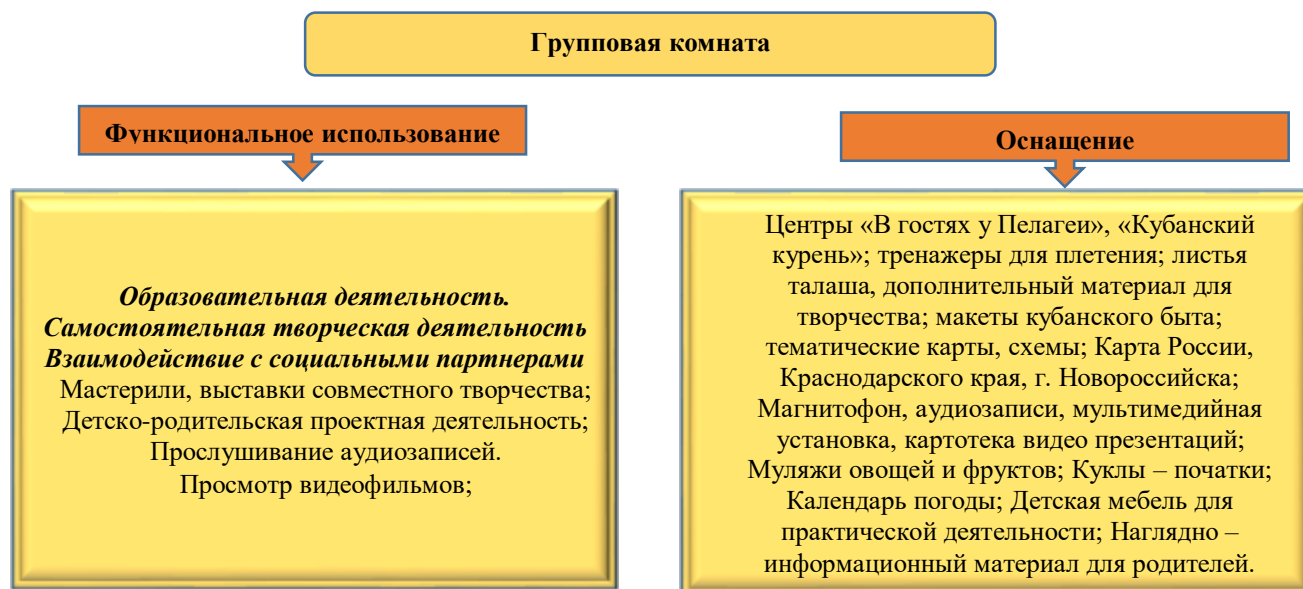 Групповая комната
Функциональное использование
Образовательная деятельность.
Самостоятельная творческая деятельность
Взаимодействие с социальными партнерами
Мастерили, выставки совместного творчества;
Детско-родительская проектная деятельность;
Прослушивание аудиозаписей.
Просмотр видеофильмов;
Оснащение
Центры «В гостях у Пелагеи», «Кубанский
курень»; тренажеры для плетения; листья
талаша, дополнительный материал для
творчества; макеты кубанского быта;
тематические карты, схемы; Карта России,
Краснодарского края, г. Новороссийска;
Магнитофон, аудиозаписи, мультимедийная
установка, картотека видео презентаций;
Муляжи овощей и фруктов; Куклы – початки;
Календарь погоды; Детская мебель для
практической деятельности; Наглядно –
информационный материал для родителей.